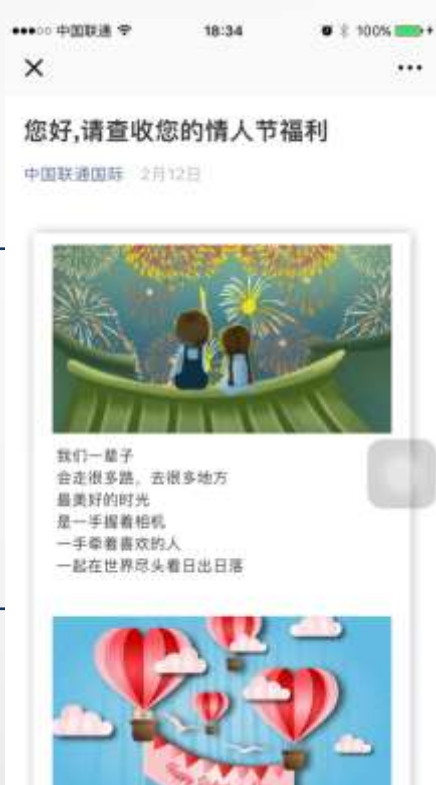 中国联通 18:34 100%
您好,请查收您的情人节福利
中国联通国际 2月12日
我们一辈子
会走很多路，去很多地方
最美好的时光
是一手握着相机
一手牵着喜欢的人
一起在世界尽头看日出日落
Happy